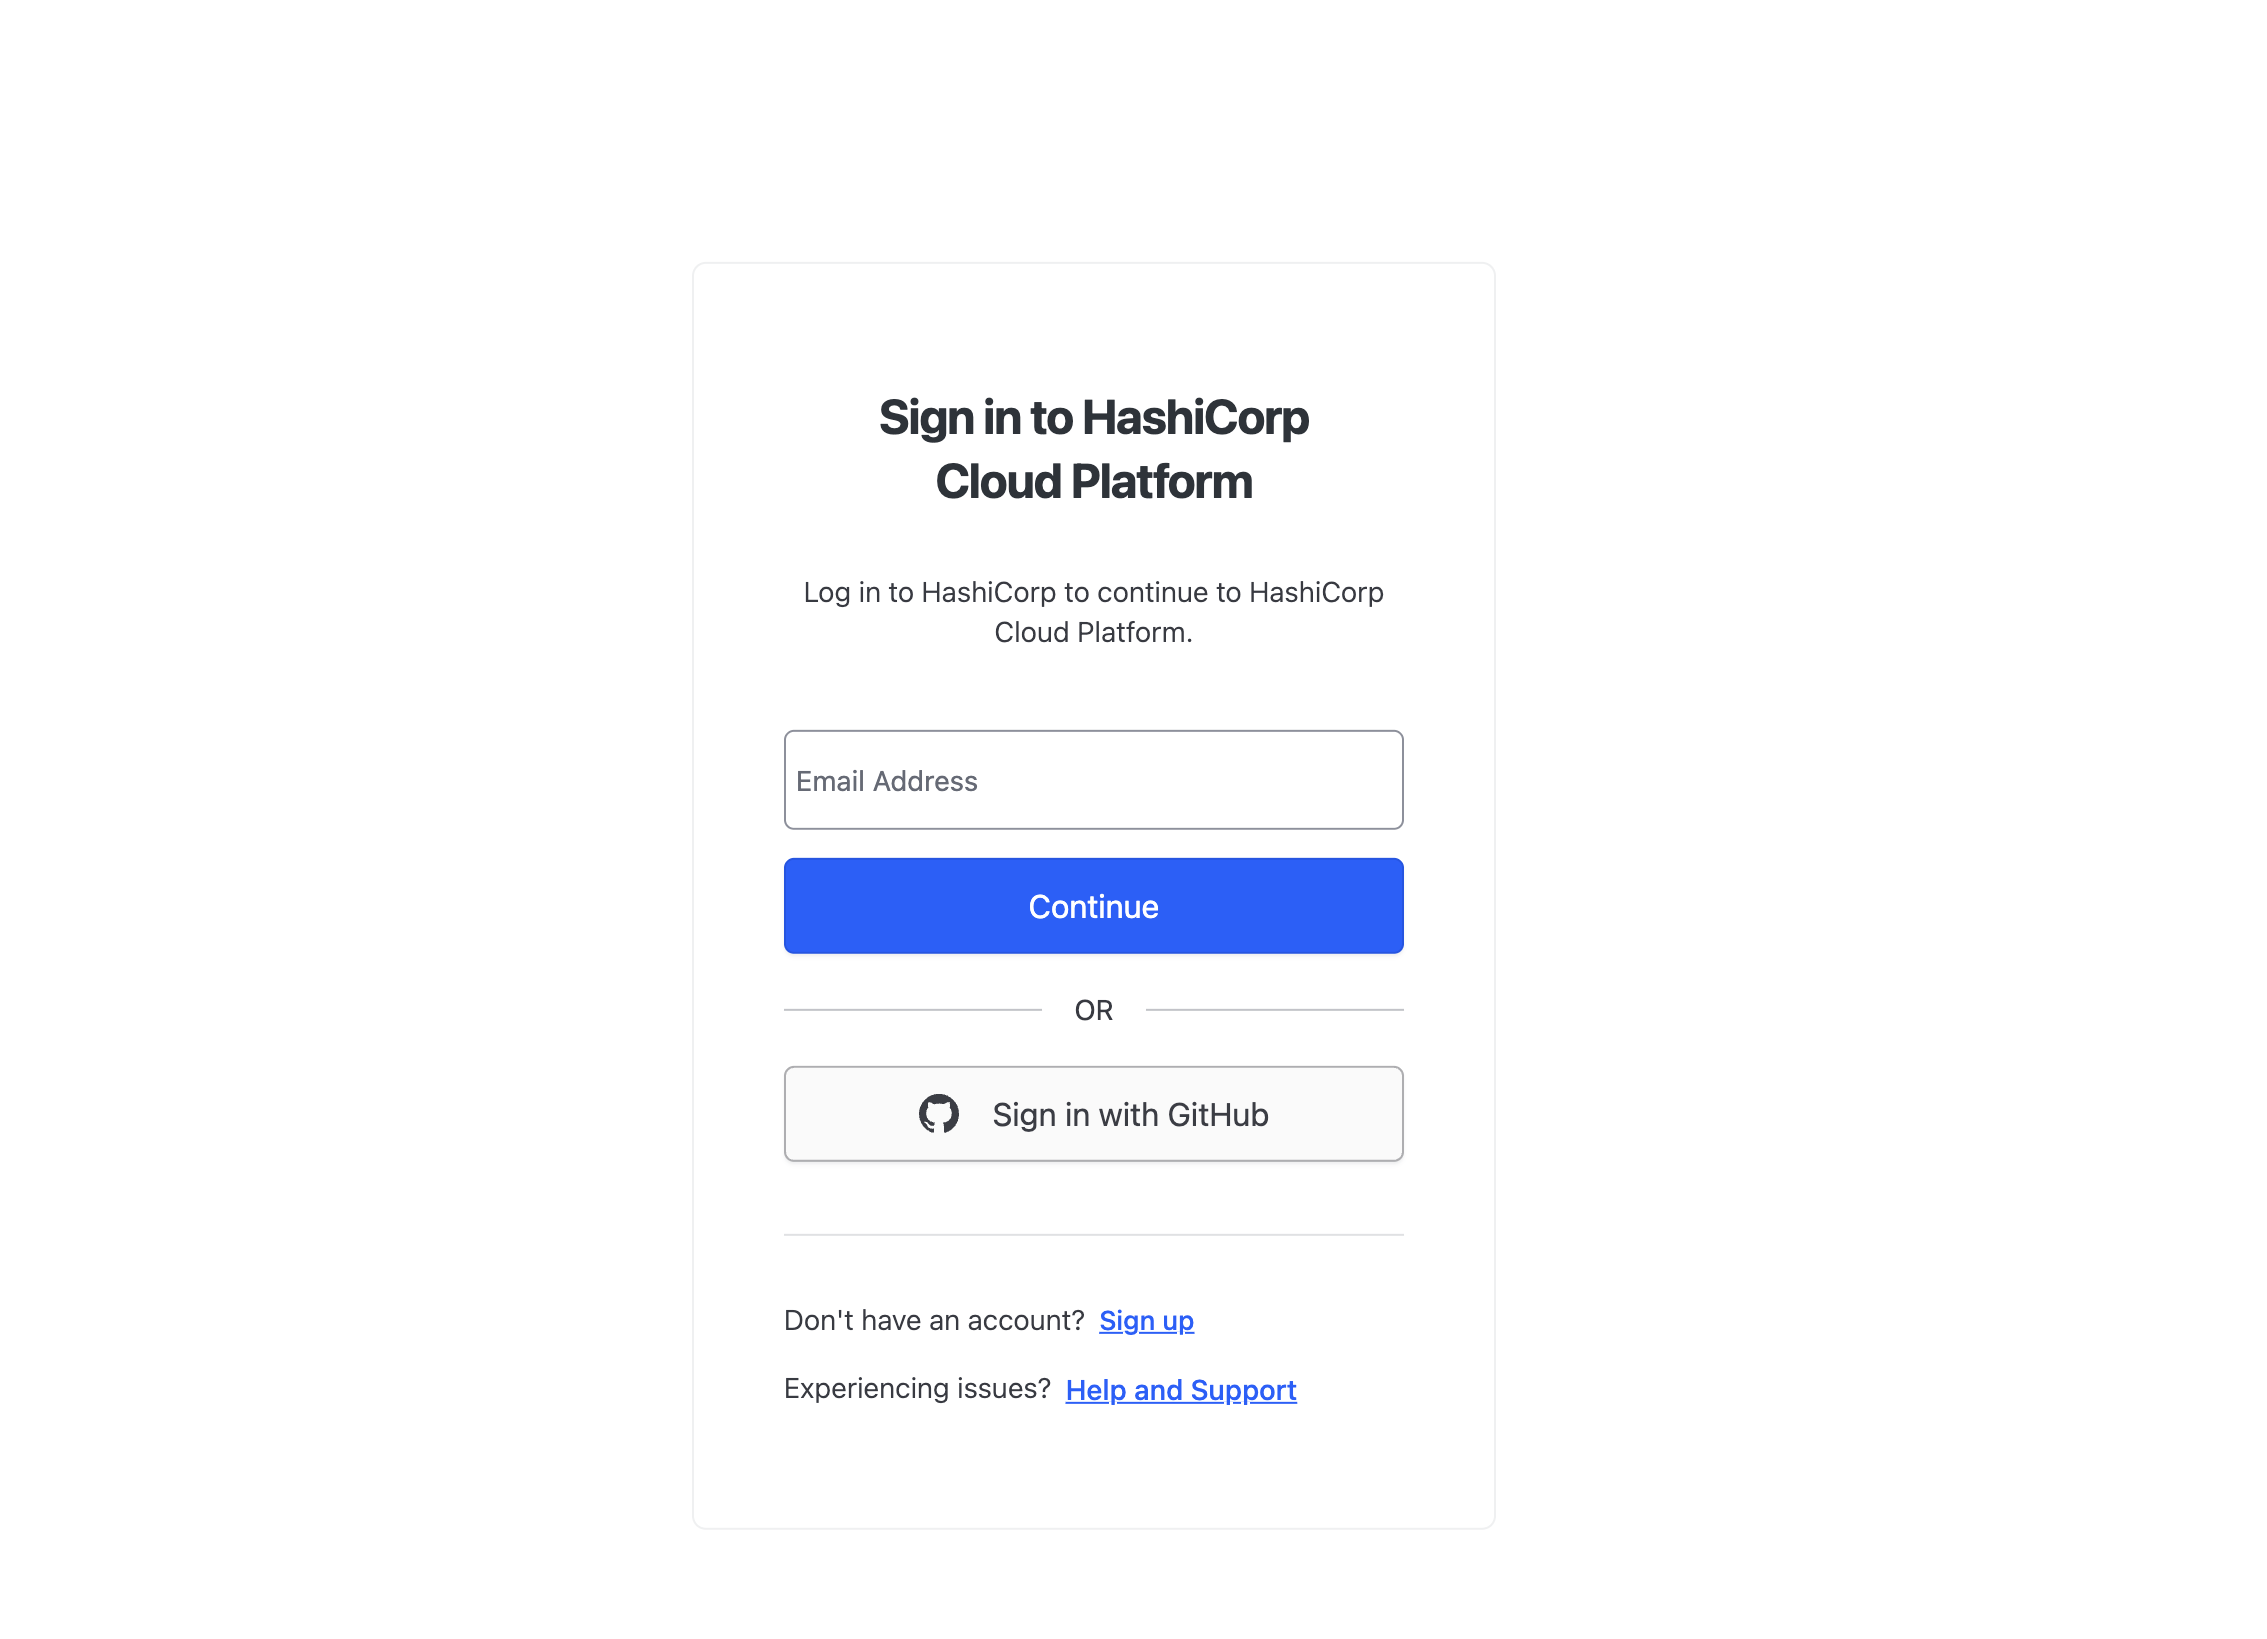 Sign in to HashiCorp
Cloud Platform
Log in to HashiCorp to continue to HashiCorp
Cloud Platform.
Email Address
Continue
OR
Sign in with GitHub
Don't have an account? Sign up
Experiencing issues? Help and Support